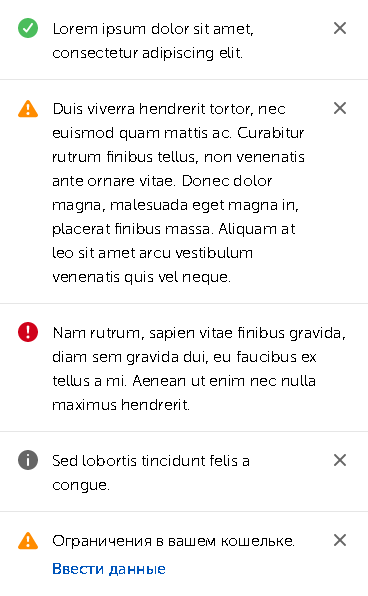 Lorem ipsum dolor sit amet,
consectetur adipiscing elit.
Duis viverra hendrerit tortor, nec
euismod quam mattis ac. Curabitur
rutrum finibus tellus, non venenatis
ante ornare vitae. Donec dolor
magna, malesuada eget magna in,
placerat finibus massa. Aliquam at
leo sit amet arcu vestibulum
venenatis quis vel neque.
Nam rutrum, sapien vitae finibus gravida,
diam sem gravida dui, eu faucibus ex
tellus a mi. Aenean ut enim nec nulla
maximus hendrerit.
Sed lobortis tincidunt felis a
congue.
Ограничения в вашем кошельке.
Ввести данные